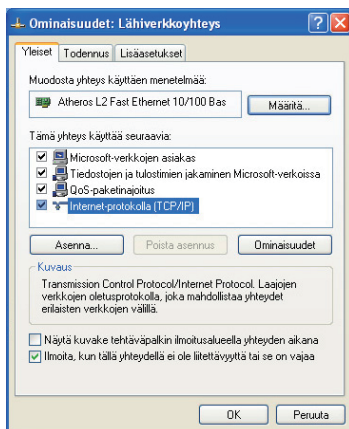 Ominaisuudet: Lähiverkkoyhteys
Yleiset Todennus Lisäasetukset
Muodosta yhteys käyttäen menetelmää:
Atheros L2 Fast Ethernet 10/100 Bas Määritä...
Tämä yhteys käyttää seuraavia:
Microsoft-verkkojen asiakas
Tiedostojen ja tulostimien jakaminen Microsoft-verkoissa
QoS-paketinajoitus
Internet-protokolla (TCP/IP)
Asenna... Poista asennus Ominaisuudet
Kuvaus
Transmission Control Protocol/Internet Protocol. Laajojen
verkkojen oletusprotokolla, joka mahdollistaa yhteydet
erilaisten verkkojen välillä.
Näytä kuvake tehtäväpalkin ilmoitusalueella yhteyden aikana
Ilmoita, kun tällä yhteydellä ei ole liitettävyyttä tai se on vajaa
OK Peruuta